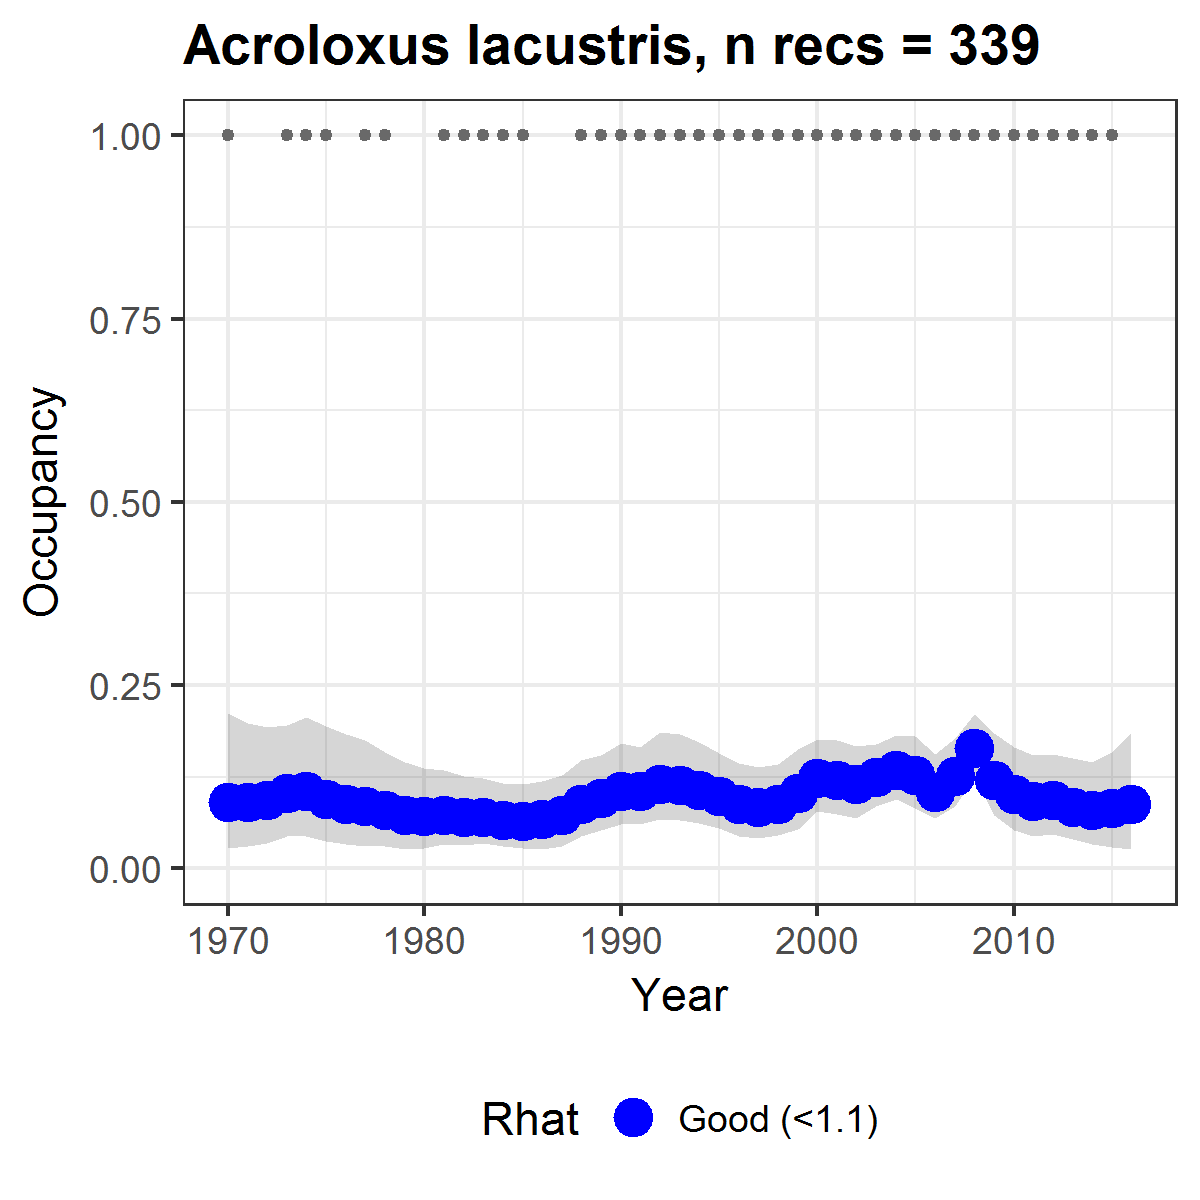 Acroloxus lacustris, n recs = 339
1.00
0.75
0.50
0.25
0.00
Occupancy
1970 1980 1990 2000 2010
Year
Rhat Good (<1.1)